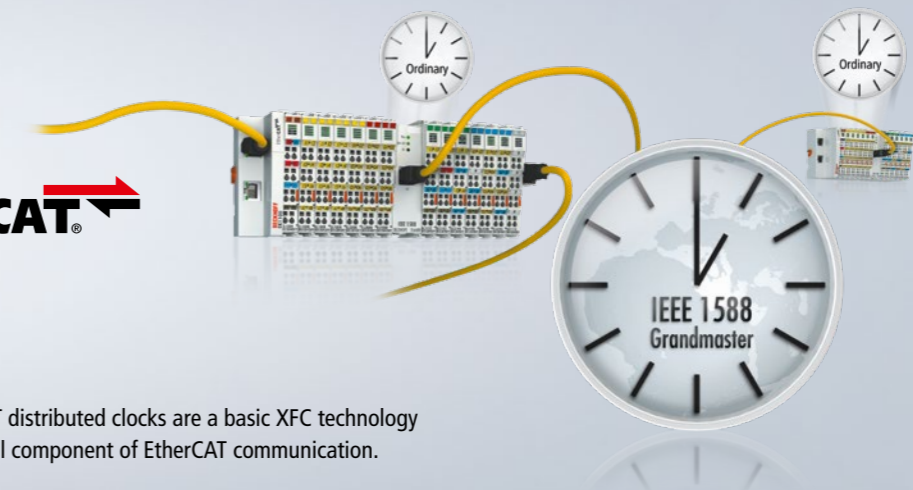 Ordinary
Ordinary
CAT®
IEEE 1588
Grandmaster
T distributed clocks are a basic XFC technology
l component of EtherCAT communication.